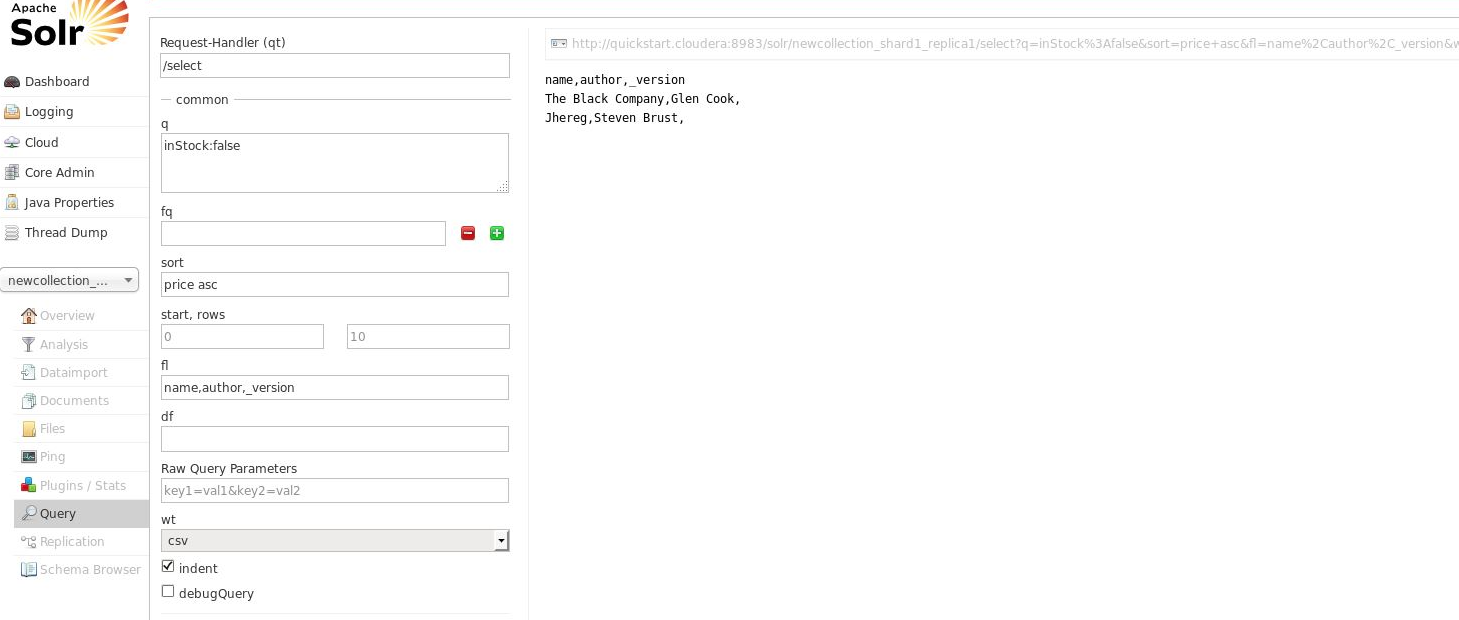 Apache
Solr
Dashboard
Logging
Cloud
Core Admin
Java Properties
Thread Dump
newcollection_...
Overview
Analysis
Dataimport
Documents
Files
Ping
Plugins / Stats
Query
Replication
Schema Browser
Request-Handler (qt)
/select
common
q
inStock:false
fq
sort
price asc
start, rows
0 10
fl
name,author,_version
df
Raw Query Parameters
key1=val1&key2=val2
wt
csv
indent
debugQuery
http://quickstart.cloudera:8983/solr/newcollection_shard1_replica1/select?q=inStock%3Afalse&sort=price+asc&fl=name%2Cauthor%2C_version&w
name,author,_version
The Black Company,Glen Cook,
Jhereg,Steven Brust,